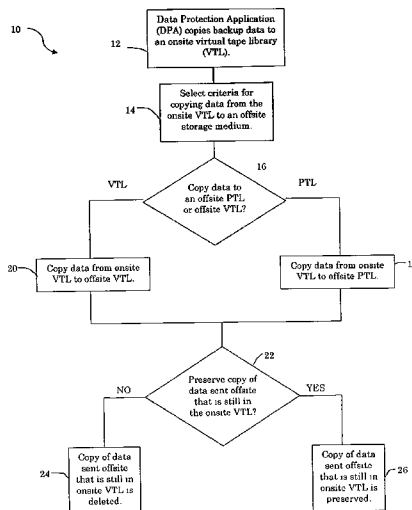 10
12
Data Protection Application
(DPA) copies backup data to
an onsite virtual tape library
(VTL).
14
Select criteria for
copying data from the
onsite VTL to an offsite
storage medium.
16
VTL
PTL
Copy data to
an offsite PTL
or offsite VTL?
20
Copy data from onsite
VTL to offsite VTL.
Copy data from onsite
VTL to offsite PTL.
1
22
NO
YES
Preserve copy of
data sent offsite
that is still in
the onsite VTL?
24
Copy of data
sent offsite
that is still in
onsite VTL is
deleted.
Copy of data
sent offsite
that is still in
onsite VTL is
preserved.
26